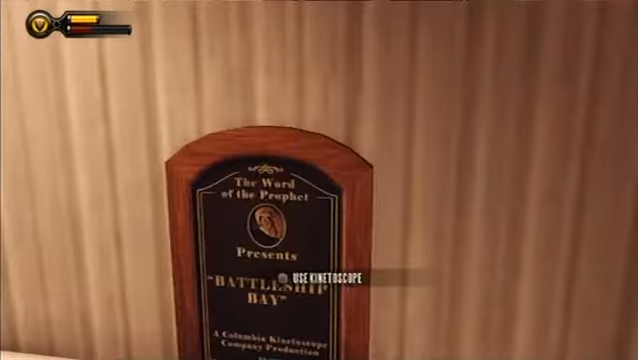 The Word
of the Prophet
Presents
USE KINETOSCOPE
"BATTLESHIP
BAY"
A Columbia Kinetoscope
Company Production